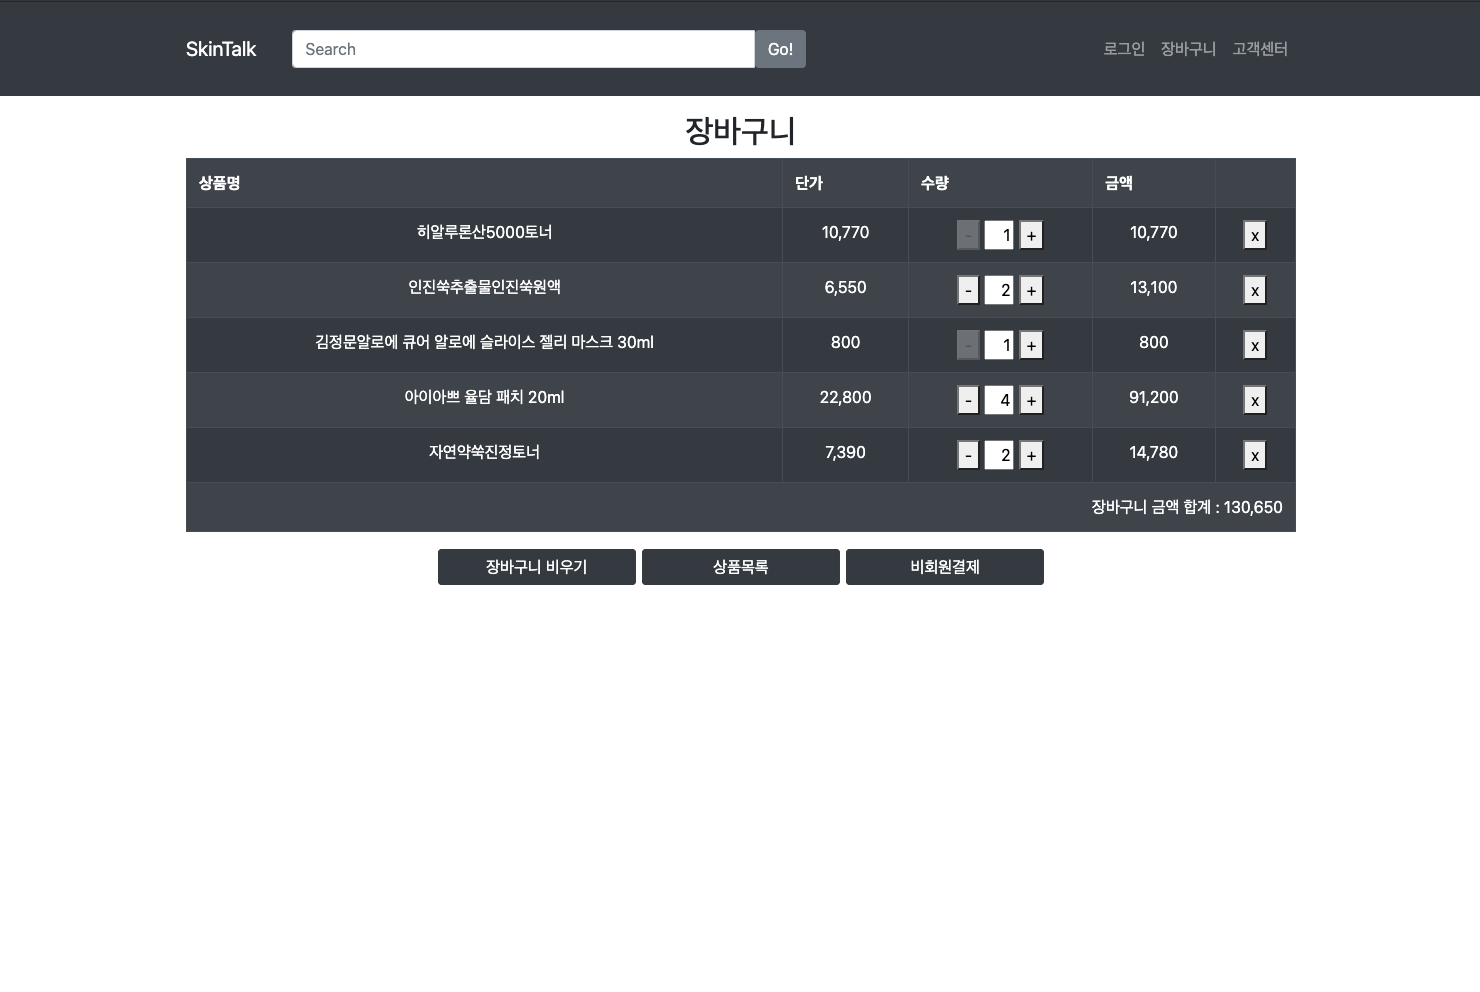 SkinTalk Search Go! 로그인 장바구니 고객센터
장바구니
상품명 단가 수량 금액
히알루론산5000토너 10,770 - 1 + 10,770 x
인진쑥추출물인진쑥원액 6,550 - 2 + 13,100 x
김정문알로에 큐어 알로에 슬라이스 젤리 마스크 30ml 800 - 1 + 800 x
아이아쁘 율담 패치 20ml 22,800 - 4 + 91,200 x
자연약쑥진정토너 7,390 - 2 + 14,780 x
장바구니 금액 합계 : 130,650
장바구니 비우기 상품목록 비회원결제